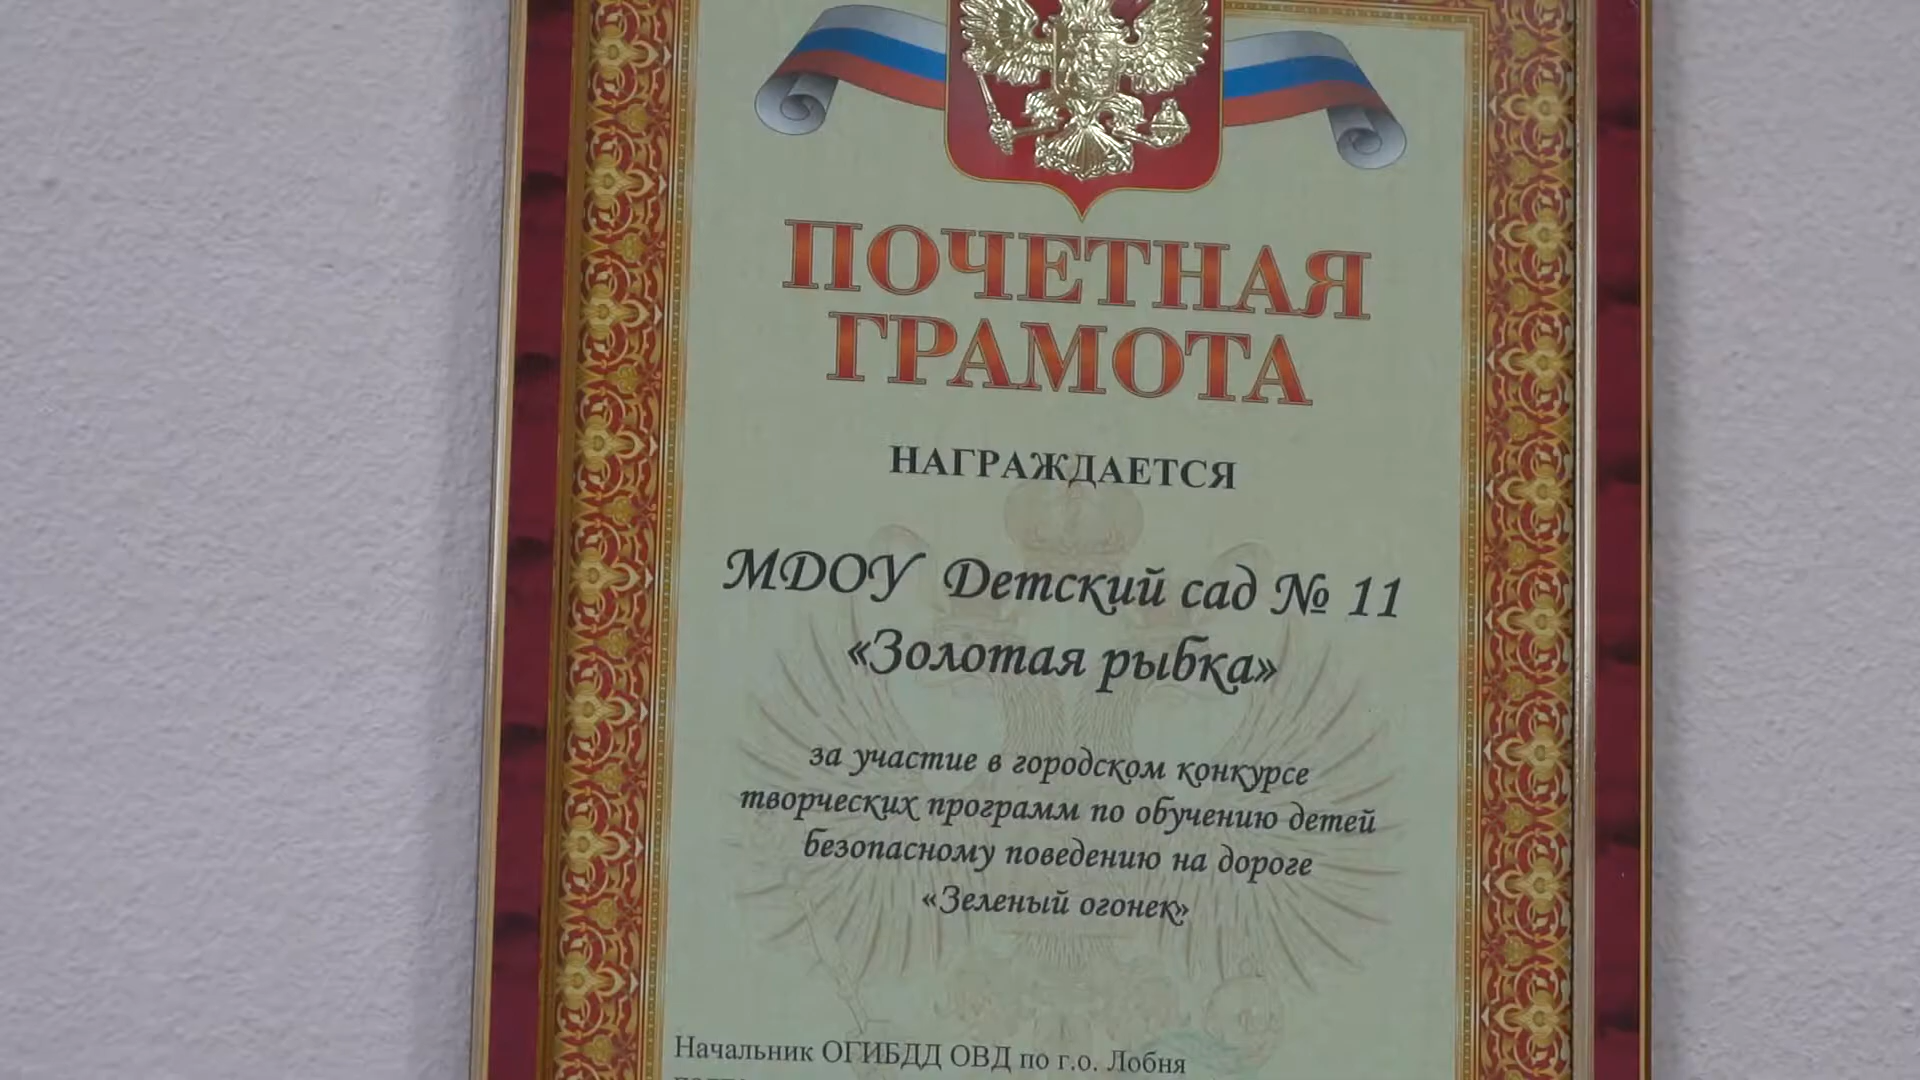 ПОЧЕТНАЯ
ГРАМОТА
НАГРАЖДАЕТСЯ
МДОУ Детский сад № 11
«Золотая рыбка»
за участие в городском конкурсе
творческих программ по обучению детей
безопасному поведению на дороге
«Зеленый огонек»
Начальник ОГИБДД ОВД по г.о. Лобня